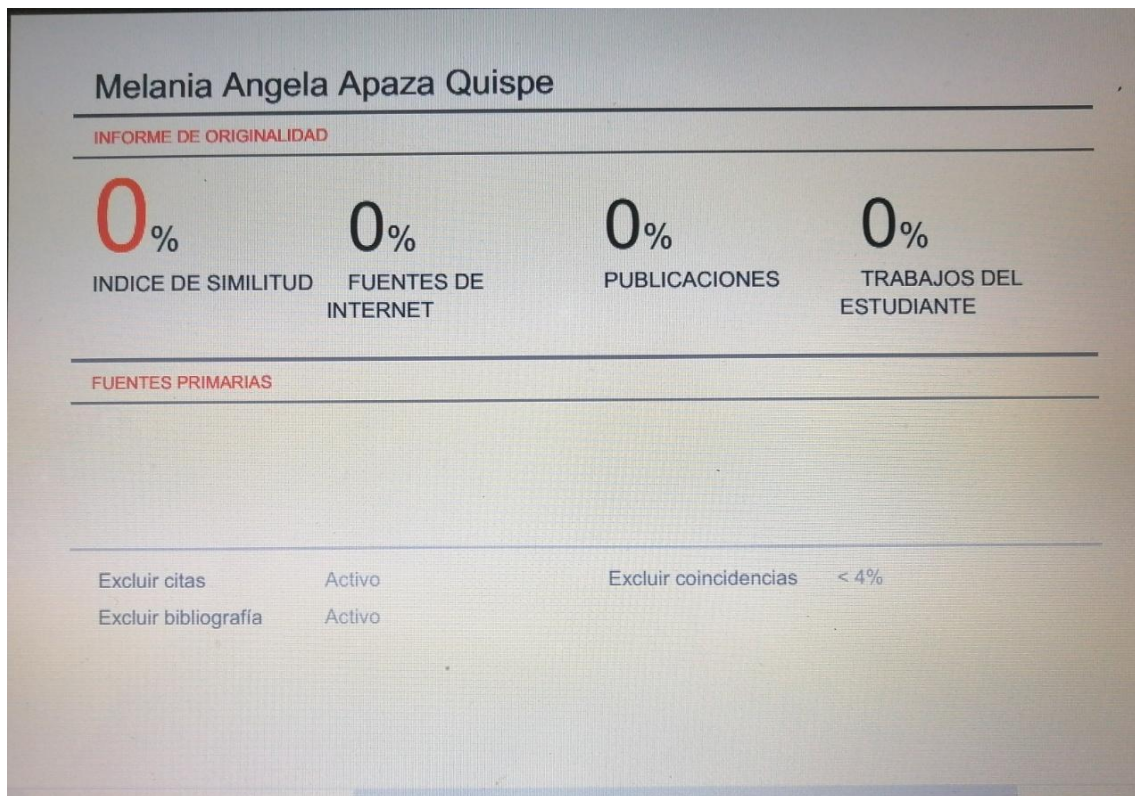 Melania Angela Apaza Quispe
INFORME DE ORIGINALIDAD
0% 0% 0% 0%
INDICE DE SIMILITUD FUENTES DE INTERNET PUBLICACIONES TRABAJOS DEL ESTUDIANTE
FUENTES PRIMARIAS
Excluir citas Activo Excluir coincidencias < 4%
Excluir bibliografía Activo